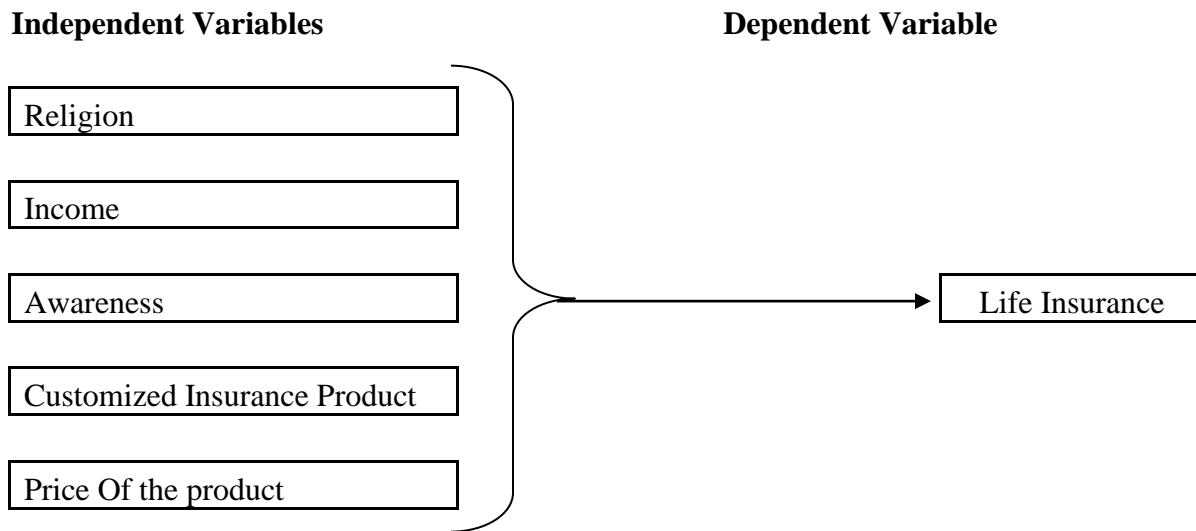 Independent Variables
Dependent Variable
Religion
Income
Awareness
Life Insurance
Customized Insurance Product
Price Of the product